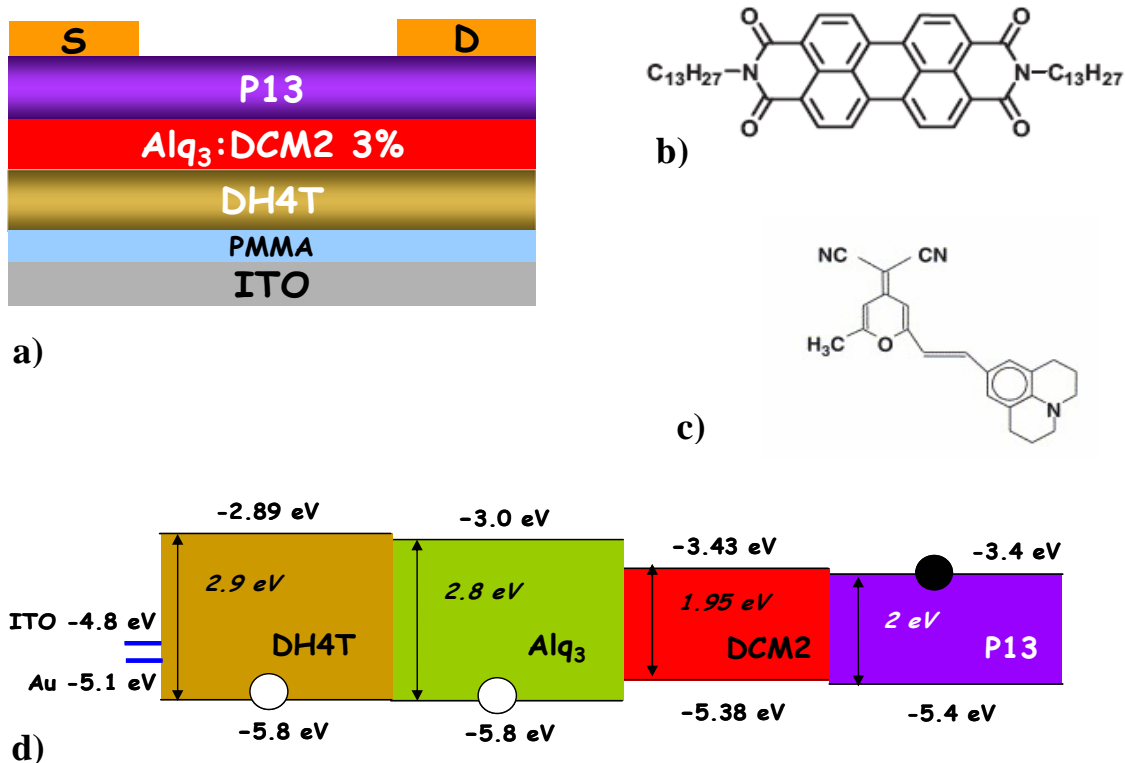 S D
P13
Alq3:DCM2 3%
DH4T
PMMA
ITO
a)
O O
C13H27 N N C13H27
O O
b)
NC CN
H3C O
N
c)
-2.89 eV
-3.0 eV
-3.43 eV
-3.4 eV
2.9 eV
2.8 eV
1.95 eV
2 eV
ITO -4.8 eV
Au -5.1 eV
DH4T
Alq3
DCM2
P13
-5.8 eV
-5.8 eV
-5.38 eV
-5.4 eV
d)